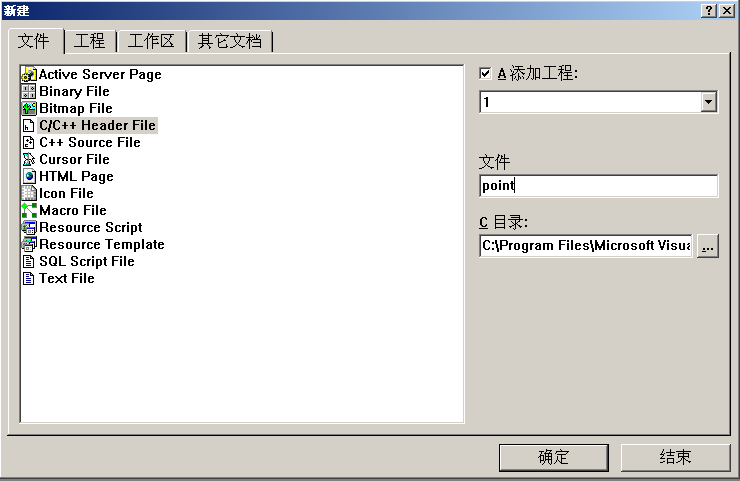 新建
文件
工程
工作区
其它文档
Active Server Page
Binary File
Bitmap File
C/C++ Header File
C++ Source File
Cursor File
HTML Page
Icon File
Macro File
Resource Script
Resource Template
SQL Script File
Text File
A 添加工程:
1
文件
point
C 目录:
C:\Program Files\Microsoft Visua
...
确定
结束